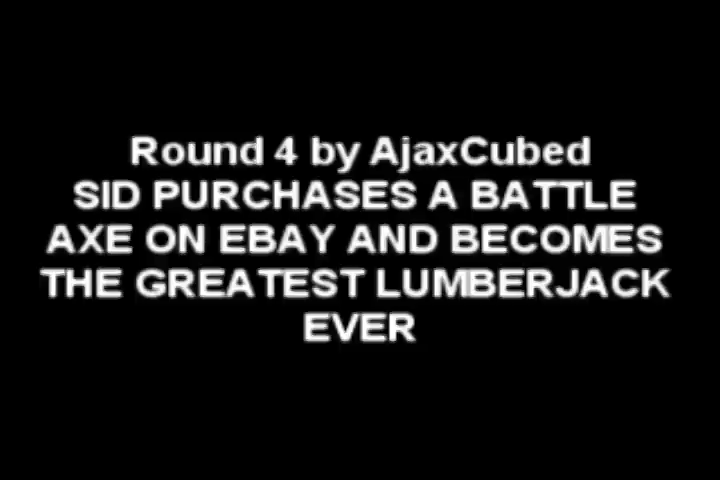 Round 4 by AjaxCubed
SID PURCHASES A BATTLE
AXE ON EBAY AND BECOMES
THE GREATEST LUMBERJACK
EVER